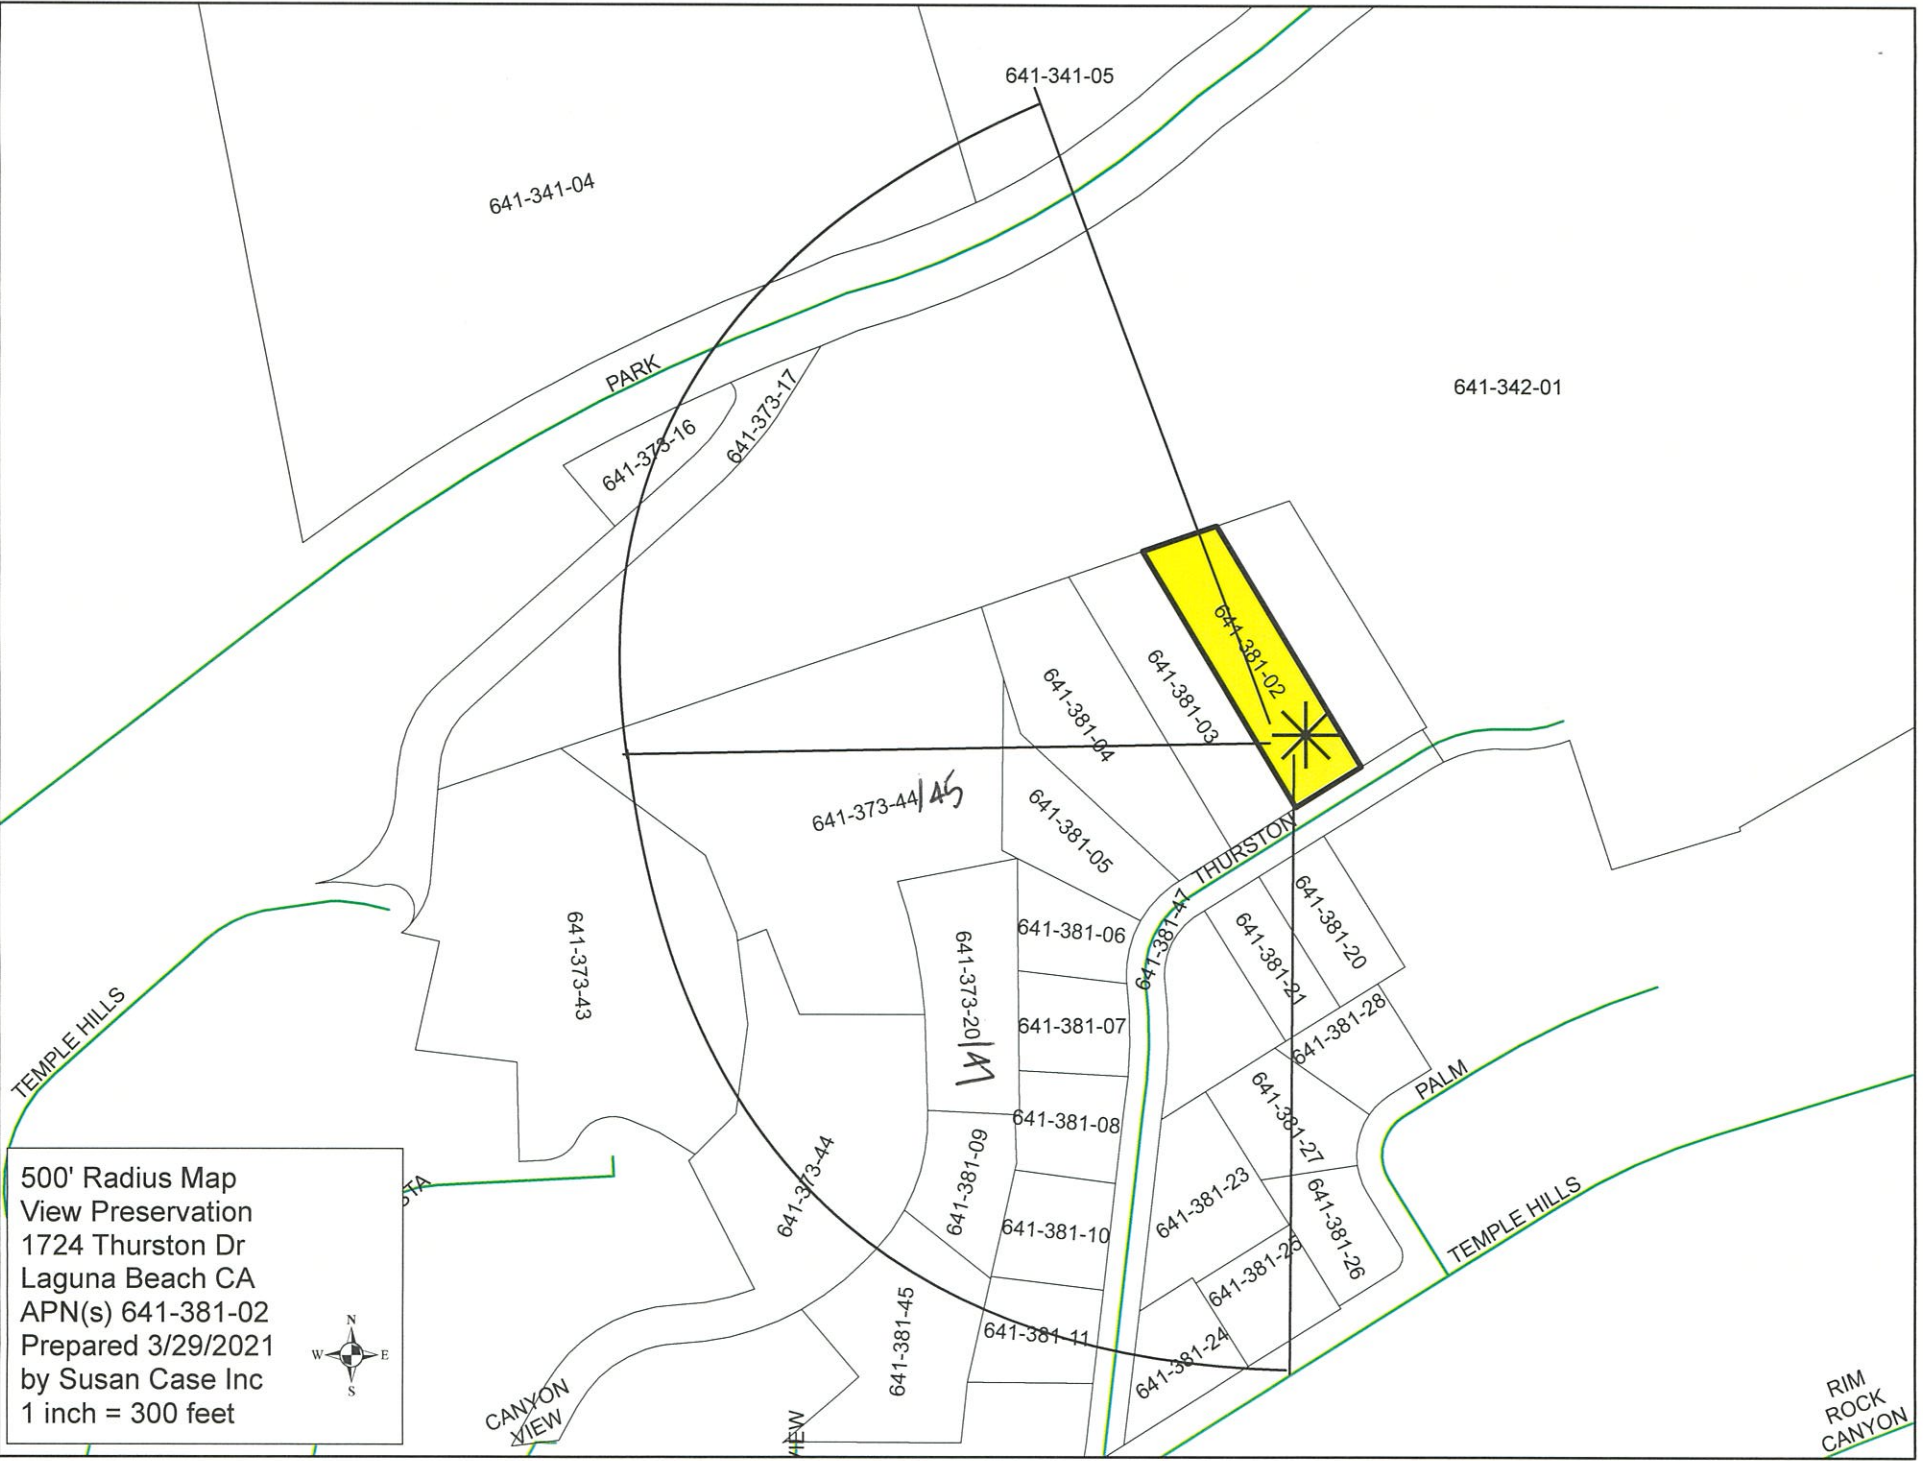 641-341-05
641-341-04
PARK
641-373-16
641-373-17
641-342-01
641-381-02
641-381-03
641-381-04
641-373-44/45
641-381-05
THURSTON
641-381-47
641-381-20
641-381-21
641-381-06
641-373-20
641-373-43
641-381-07
641-381-28
TEMPLE HILLS
PALM
641-381-08
641-381-27
641-381-09
641-373-44
641-381-23
641-381-26
TEMPLE HILLS
641-381-10
641-381-25
641-381-45
641-381-11
641-381-24
STA
500' Radius Map
View Preservation
1724 Thurston Dr
Laguna Beach CA
APN(s) 641-381-02
Prepared 3/29/2021
by Susan Case Inc
1 inch = 300 feet
N
W E
S
CANYON
VIEW
VIEW
RIM
ROCK
CANYON